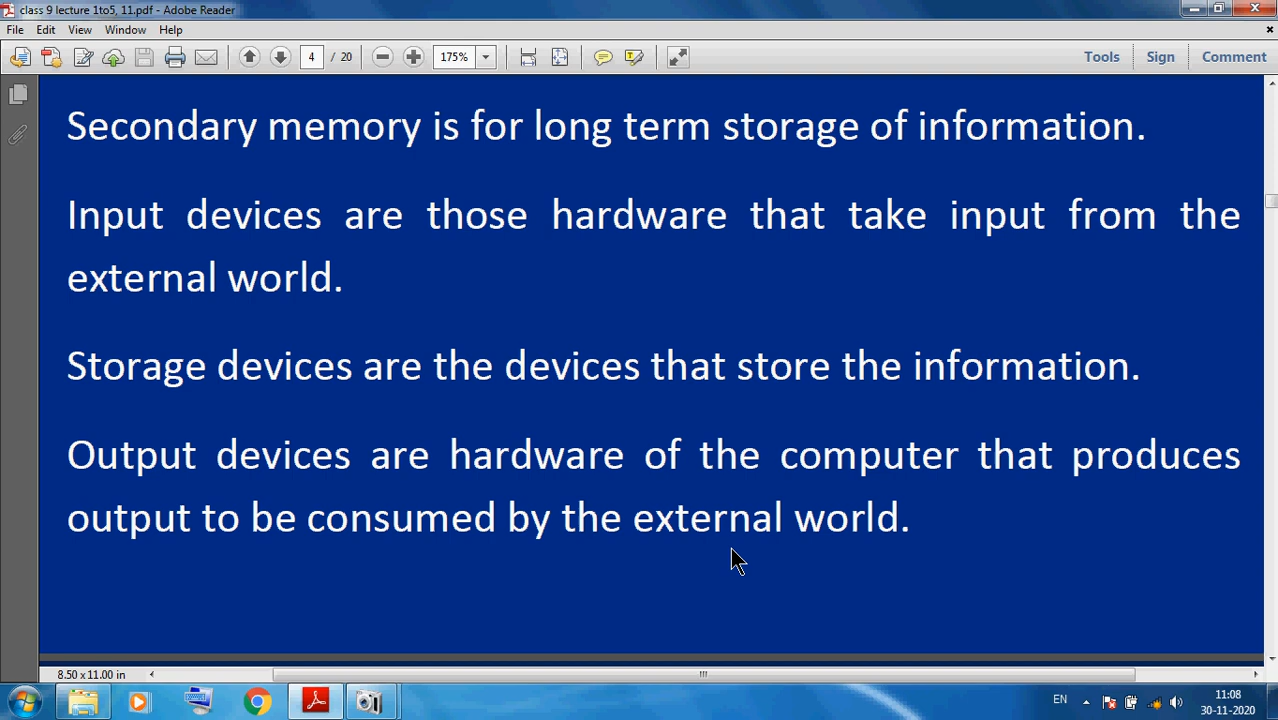 class 9 lecture 1to5, 11.pdf - Adobe Reader
File Edit View Window Help
4 / 20 175% Tools Sign Comment
Secondary memory is for long term storage of information.
Input devices are those hardware that take input from the
external world.
Storage devices are the devices that store the information.
Output devices are hardware of the computer that produces
output to be consumed by the external world.
8.50 x 11.00 in
EN 11:08
30-11-2020